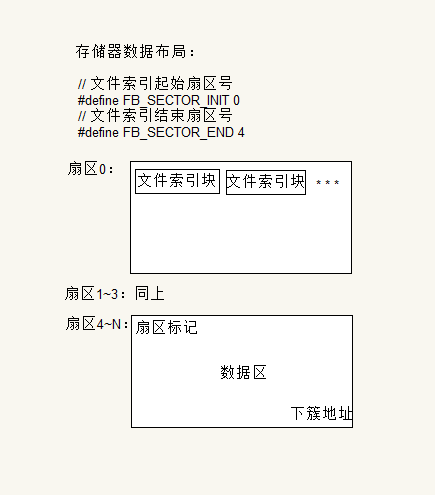 存储器数据布局：
// 文件索引起始扇区号
#define FB_SECTOR_INIT 0
// 文件索引结束扇区号
#define FB_SECTOR_END 4
扇区0：
文件索引块 文件索引块 ***
扇区1~3：同上
扇区4~N：
扇区标记
数据区
下簇地址